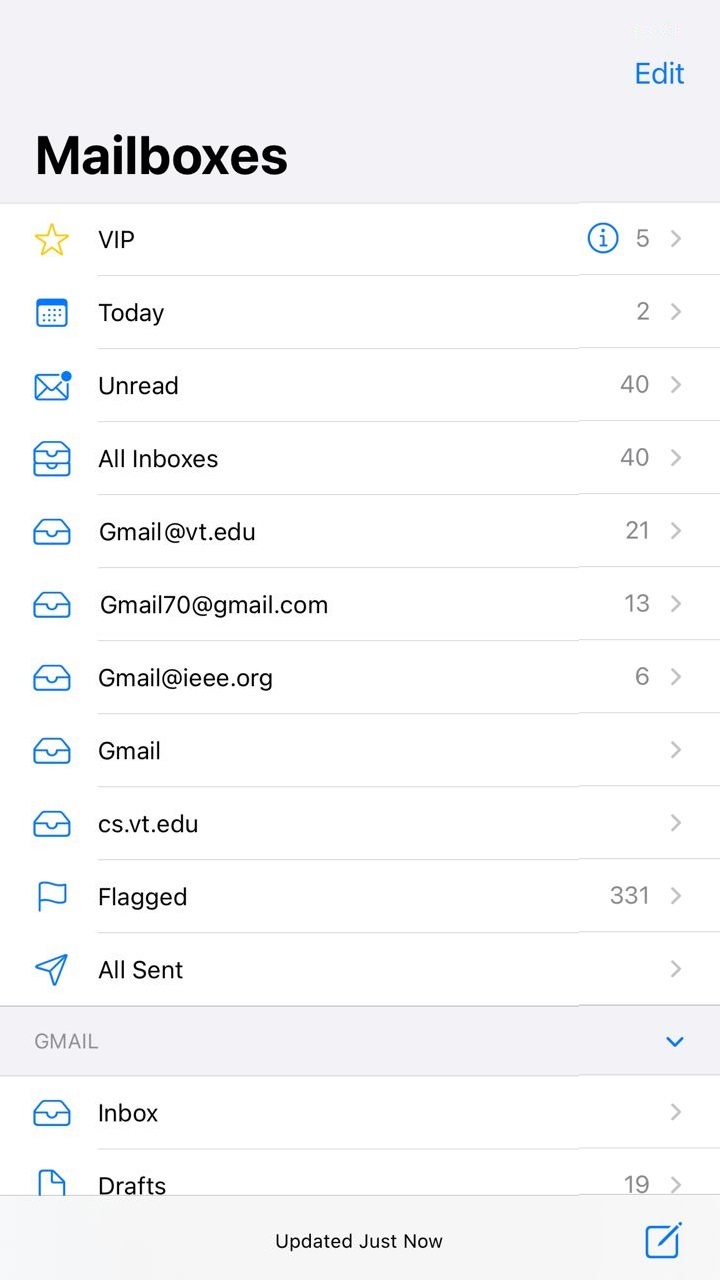 Edit
Mailboxes
VIP 5
Today 2
Unread 40
All Inboxes 40
Gmail@vt.edu 21
Gmail70@gmail.com 13
Gmail@ieee.org 6
Gmail
cs.vt.edu
Flagged 331
All Sent
GMAIL
Inbox
Drafts 19
Updated Just Now